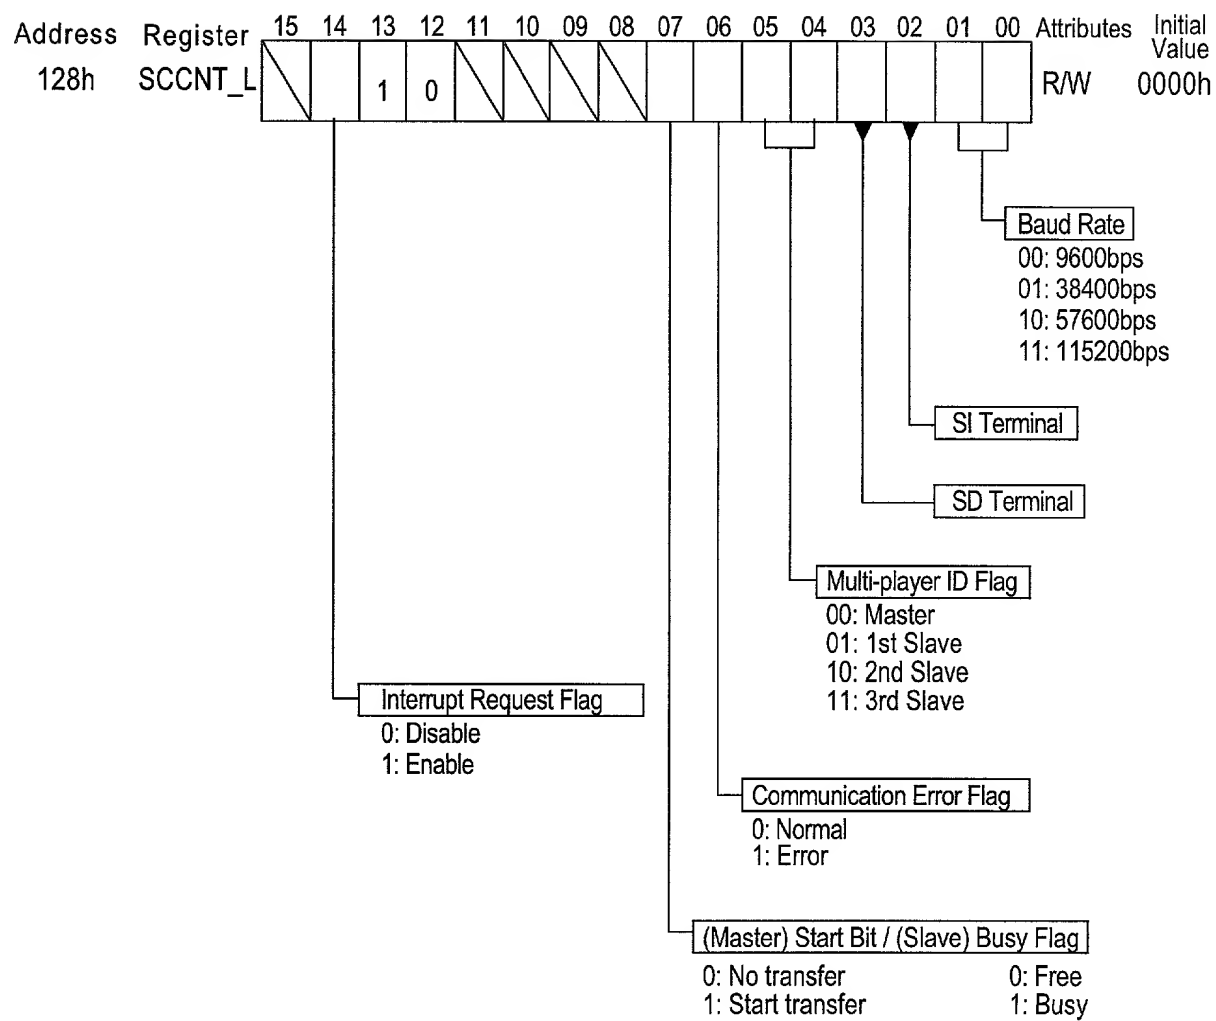 Address Register 15 14 13 12 11 10 09 08 07 06 05 04 03 02 01 00 Attributes Initial Value
128h SCCNT_L 1 0 R/W 0000h
Baud Rate
00: 9600bps
01: 38400bps
10: 57600bps
11: 115200bps
SI Terminal
SD Terminal
Multi-player ID Flag
00: Master
01: 1st Slave
10: 2nd Slave
11: 3rd Slave
Interrupt Request Flag
0: Disable
1: Enable
Communication Error Flag
0: Normal
1: Error
(Master) Start Bit / (Slave) Busy Flag
0: No transfer 0: Free
1: Start transfer 1: Busy